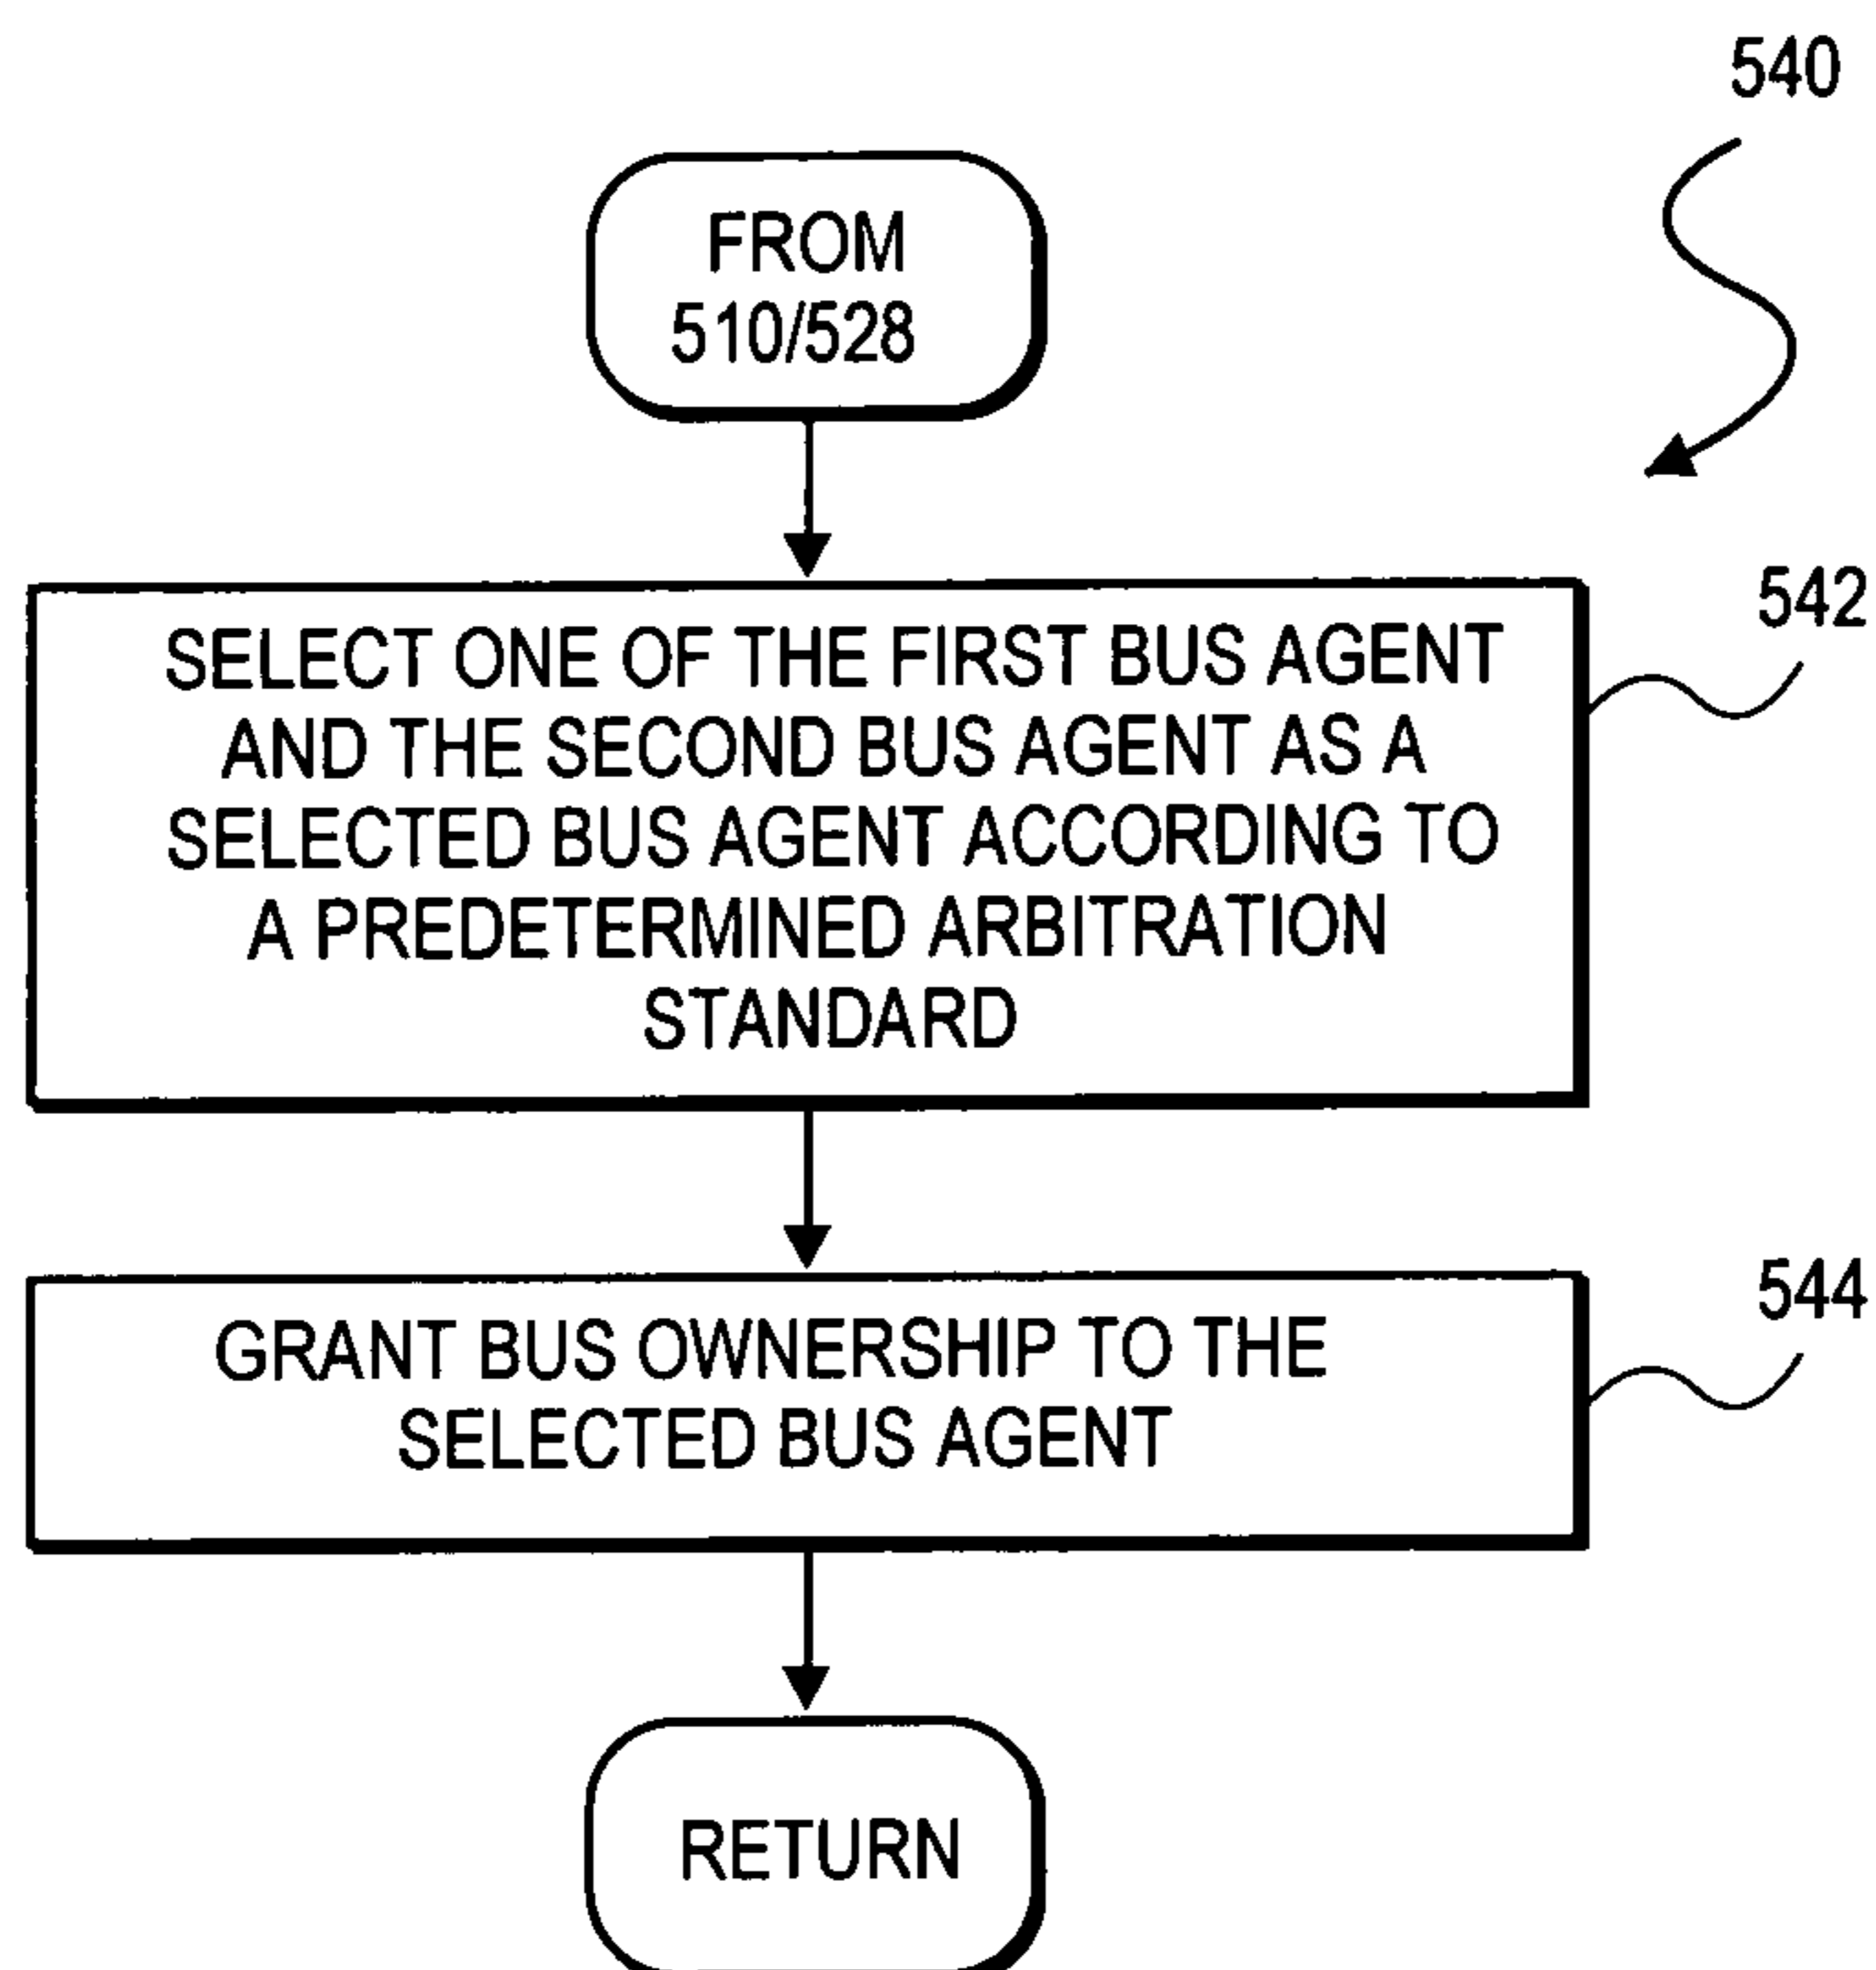 540
FROM
510/528
542
SELECT ONE OF THE FIRST BUS AGENT
AND THE SECOND BUS AGENT AS A
SELECTED BUS AGENT ACCORDING TO
A PREDETERMINED ARBITRATION
STANDARD
544
GRANT BUS OWNERSHIP TO THE
SELECTED BUS AGENT
RETURN